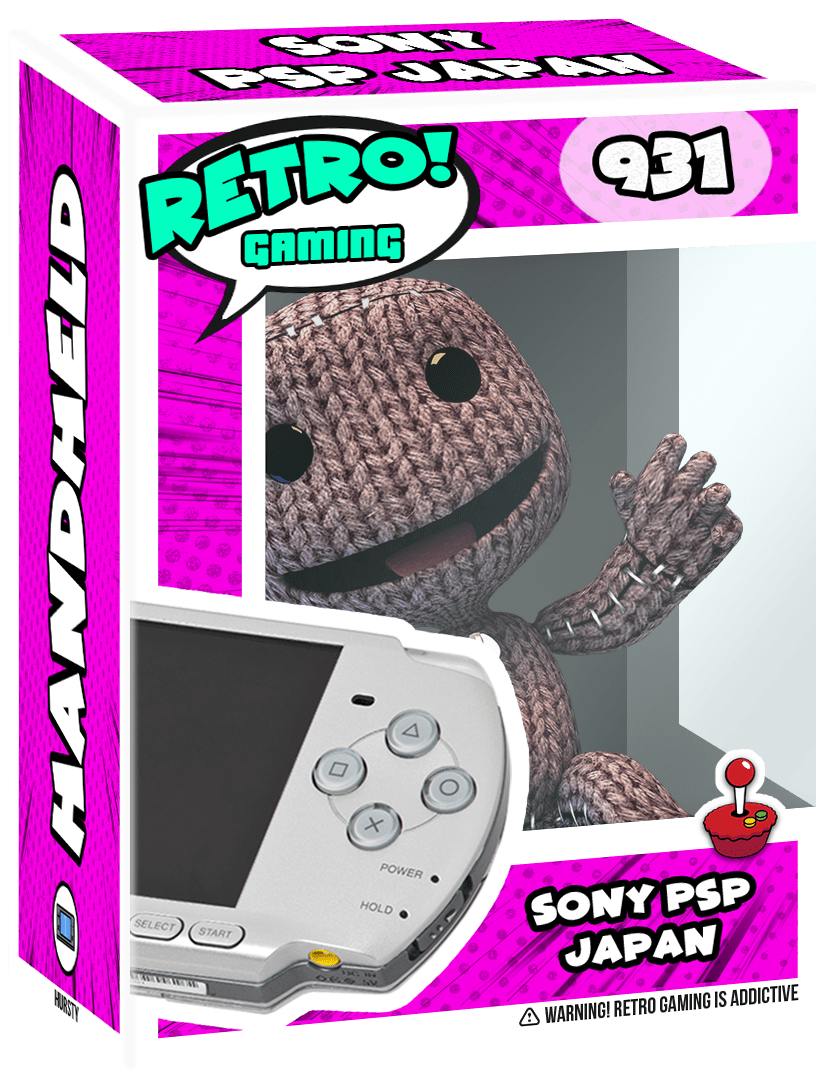 SONY
PSP JAPAN
RETRO!
GAMING
931
HANDHELD
POWER
HOLD
SELECT
START
SONY PSP
JAPAN
HURSTY
WARNING! RETRO GAMING IS ADDICTIVE